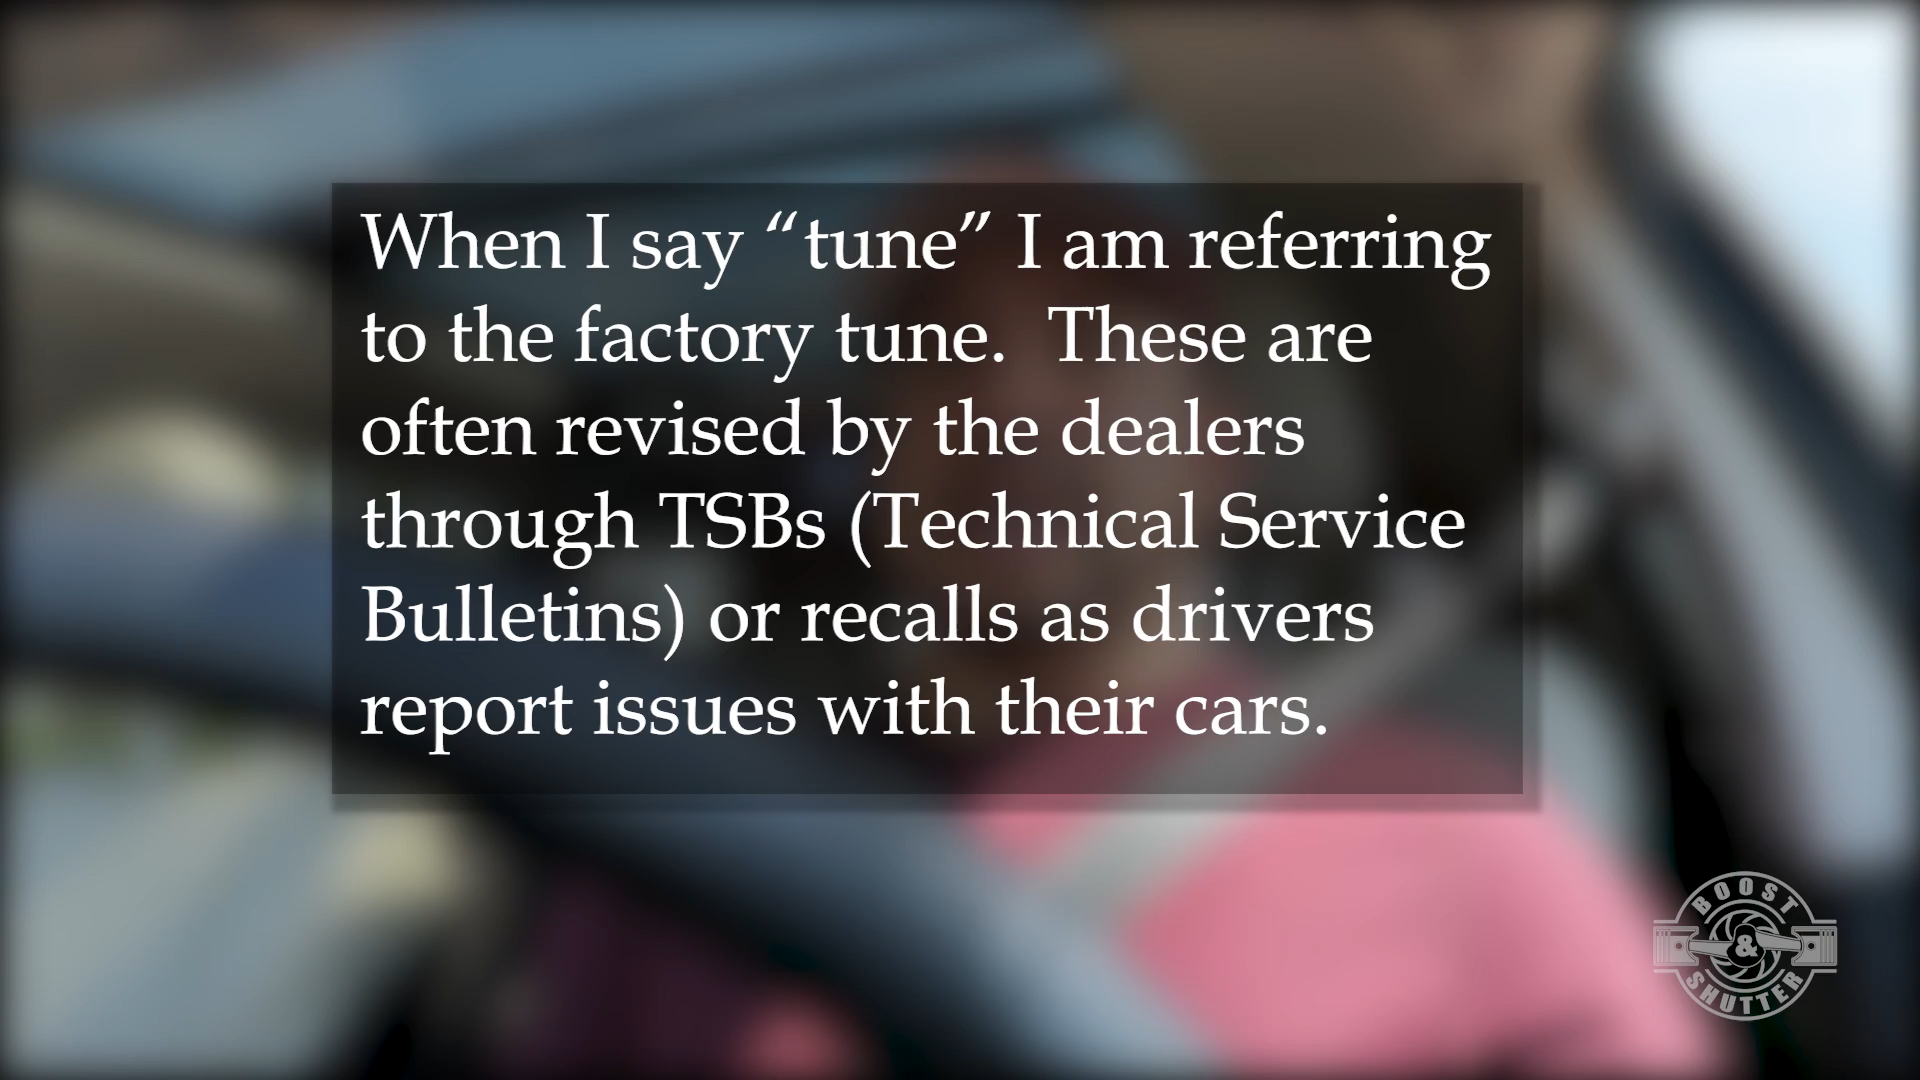 When I say “tune” I am referring
to the factory tune.  These are
often revised by the dealers
through TSBs (Technical Service
Bulletins) or recalls as drivers
report issues with their cars.
BOOST
&
SHUTTER